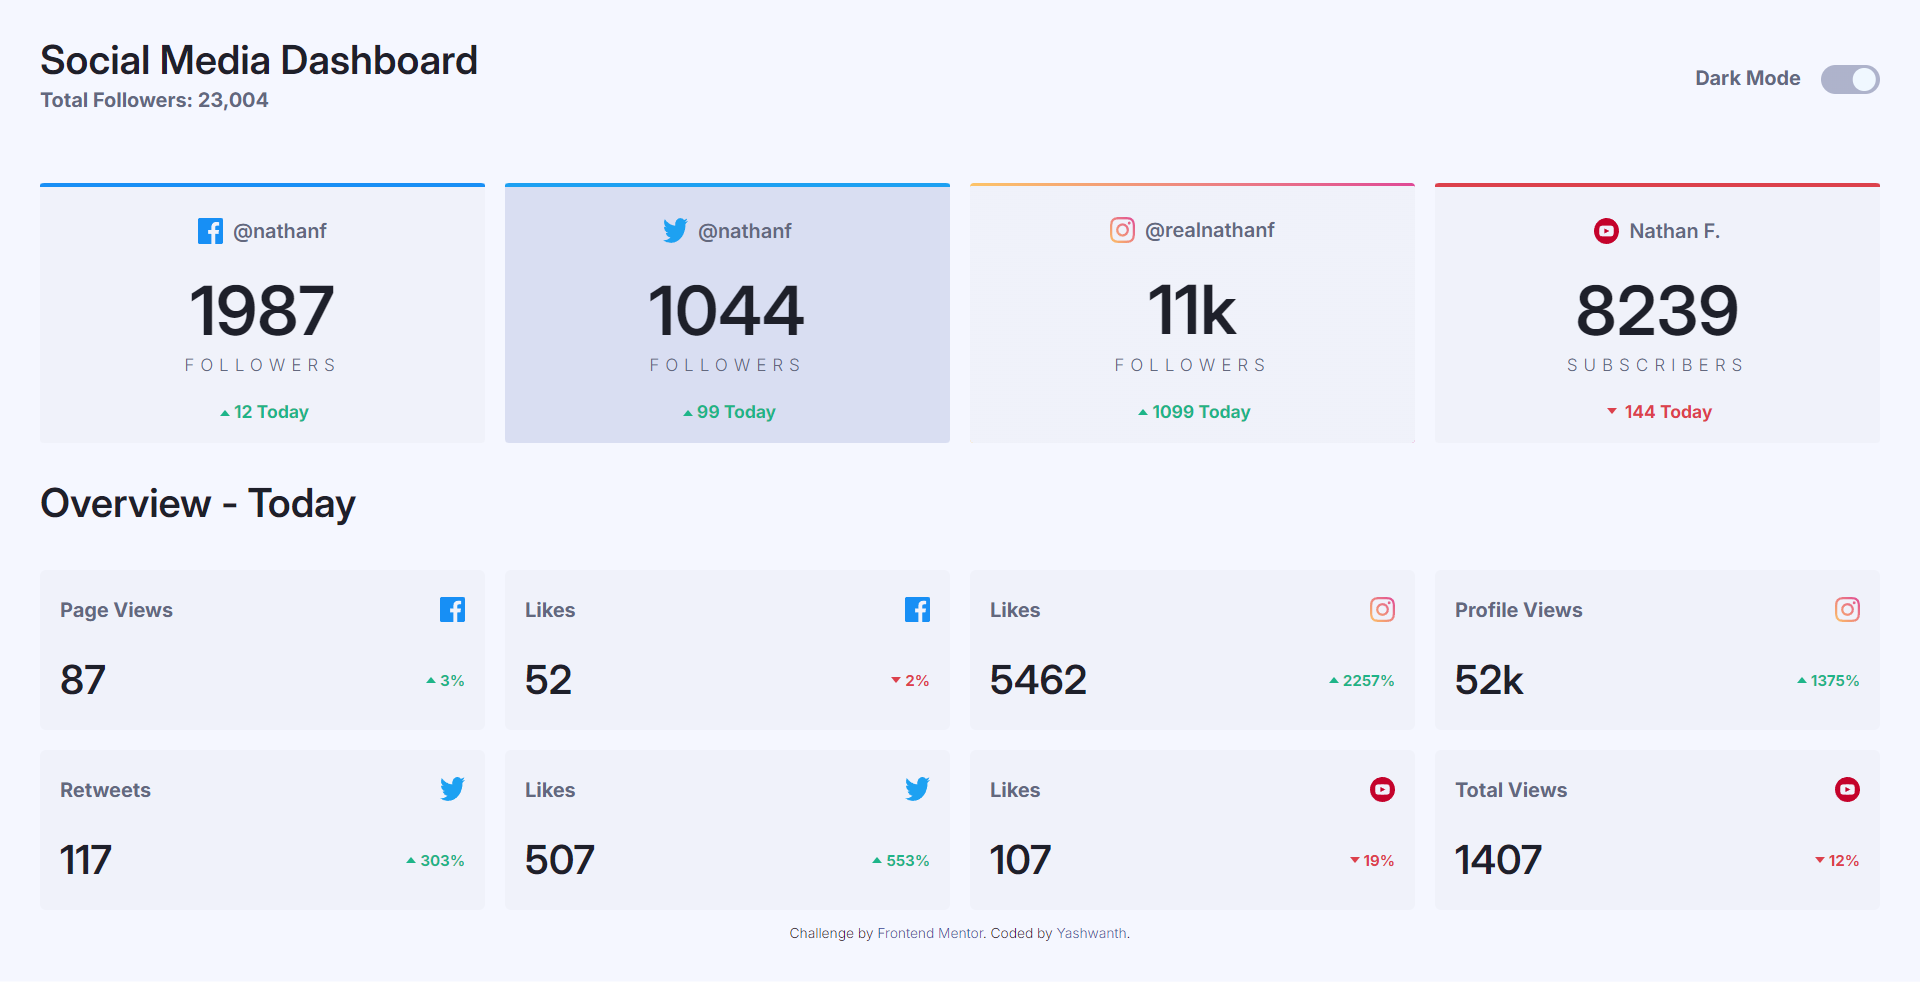 Social Media Dashboard
Total Followers: 23,004
Dark Mode
@nathanf
1987
FOLLOWERS
12 Today
@nathanf
1044
FOLLOWERS
99 Today
@realnathanf
11k
FOLLOWERS
1099 Today
Nathan F.
8239
SUBSCRIBERS
144 Today
Overview - Today
Page Views
87
3%
Likes
52
2%
Likes
5462
2257%
Profile Views
52k
1375%
Retweets
117
303%
Likes
507
553%
Likes
107
19%
Total Views
1407
12%
Challenge by Frontend Mentor. Coded by Yashwanth.